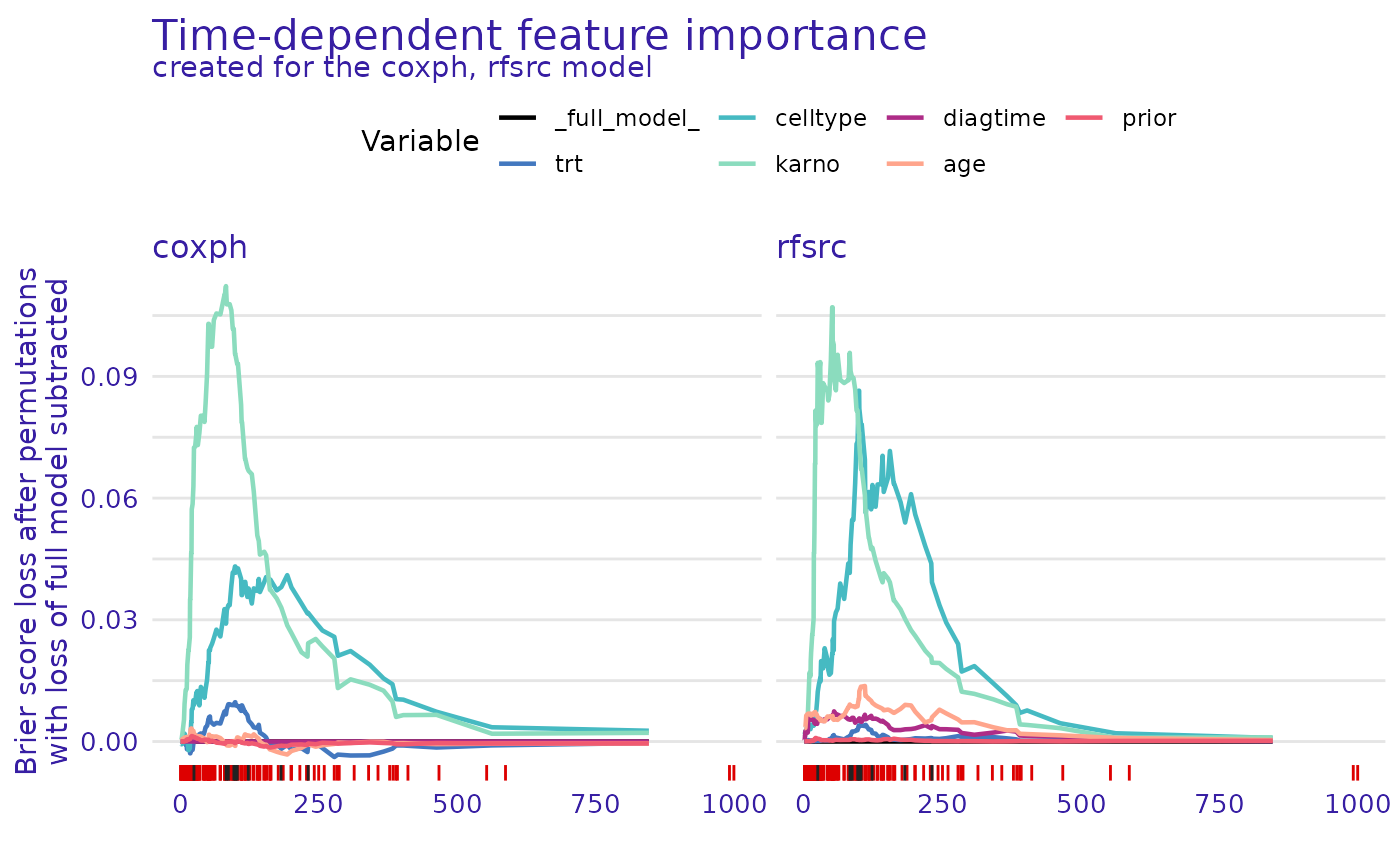 Time-dependent feature importance
created for the coxph, rfsrc model
Variable
_full_model_ celltype diagtime prior
trt karno age
coxph rfsrc
Brier score loss after permutations
with loss of full model subtracted
0.09
0.06
0.03
0.00
0 250 500 750 1000 0 250 500 750 1000